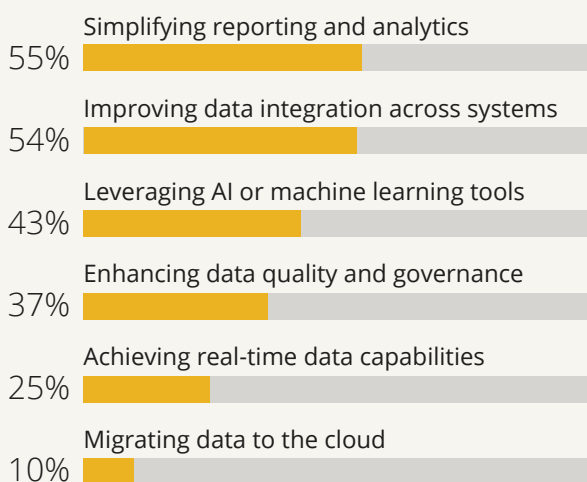 Simplifying reporting and analytics
55%
Improving data integration across systems
54%
Leveraging AI or machine learning tools
43%
Enhancing data quality and governance
37%
Achieving real-time data capabilities
25%
Migrating data to the cloud
10%